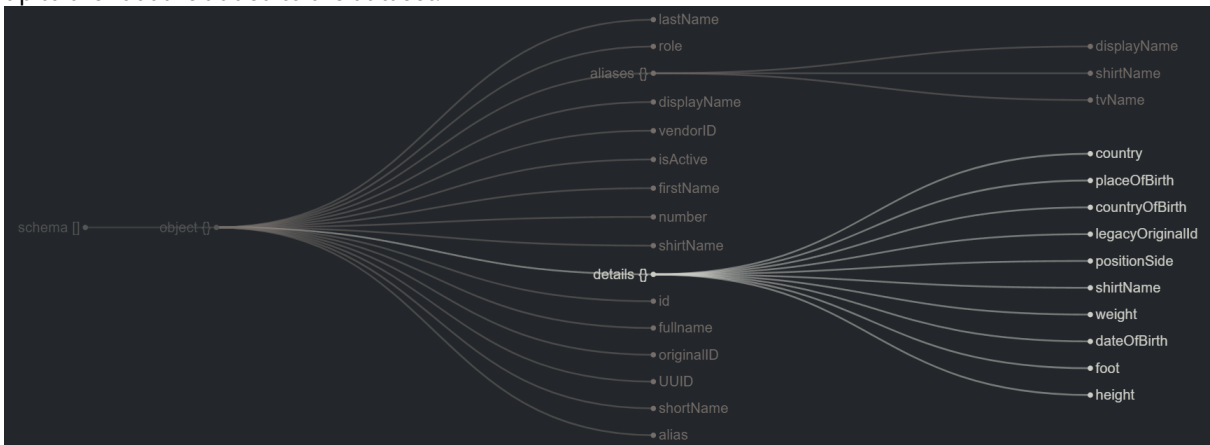 schema []
object {}
lastName
role
aliases {}
displayName
vendorID
isActive
firstName
number
shirtName
details {}
id
fullname
originalID
UUID
shortName
alias
displayName
shirtName
tvName
country
placeOfBirth
countryOfBirth
legacyOriginalId
positionSide
shirtName
weight
dateOfBirth
foot
height